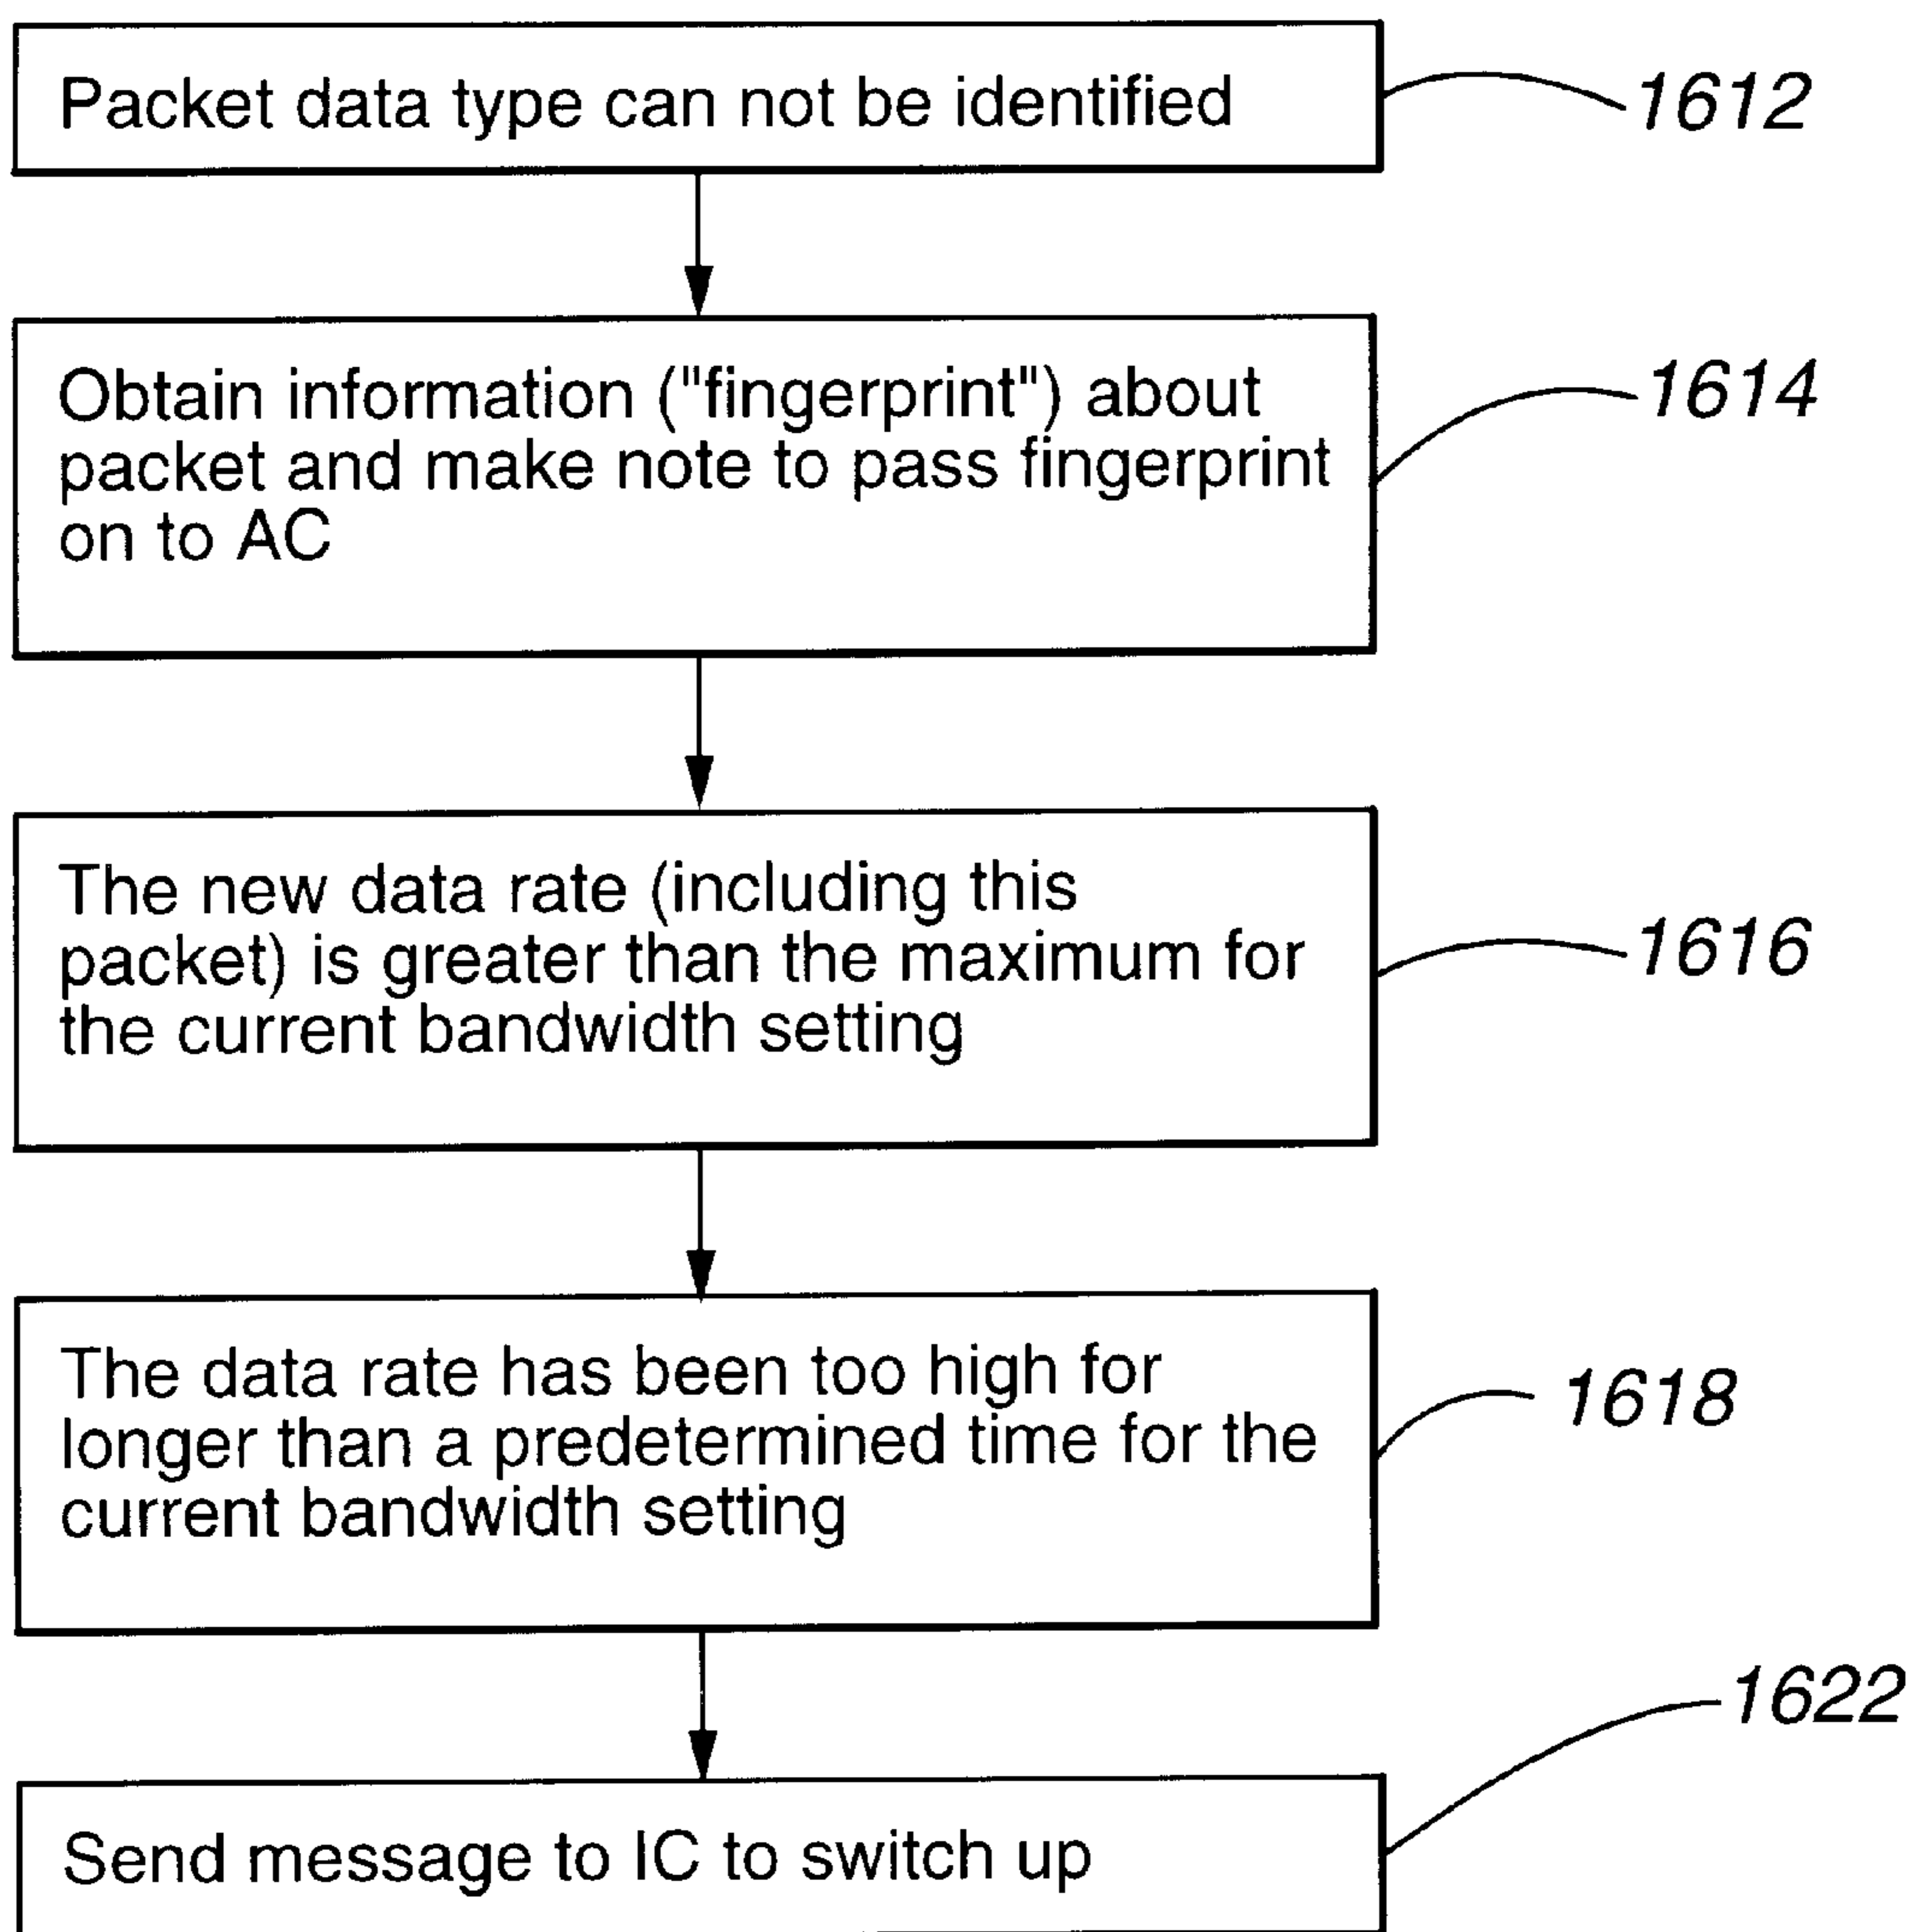 Packet data type can not be identified
1612
Obtain information ("fingerprint") about
packet and make note to pass fingerprint
on to AC
1614
The new data rate (including this
packet) is greater than the maximum for
the current bandwidth setting
1616
The data rate has been too high for
longer than a predetermined time for the
current bandwidth setting
1618
1622
Send message to IC to switch up